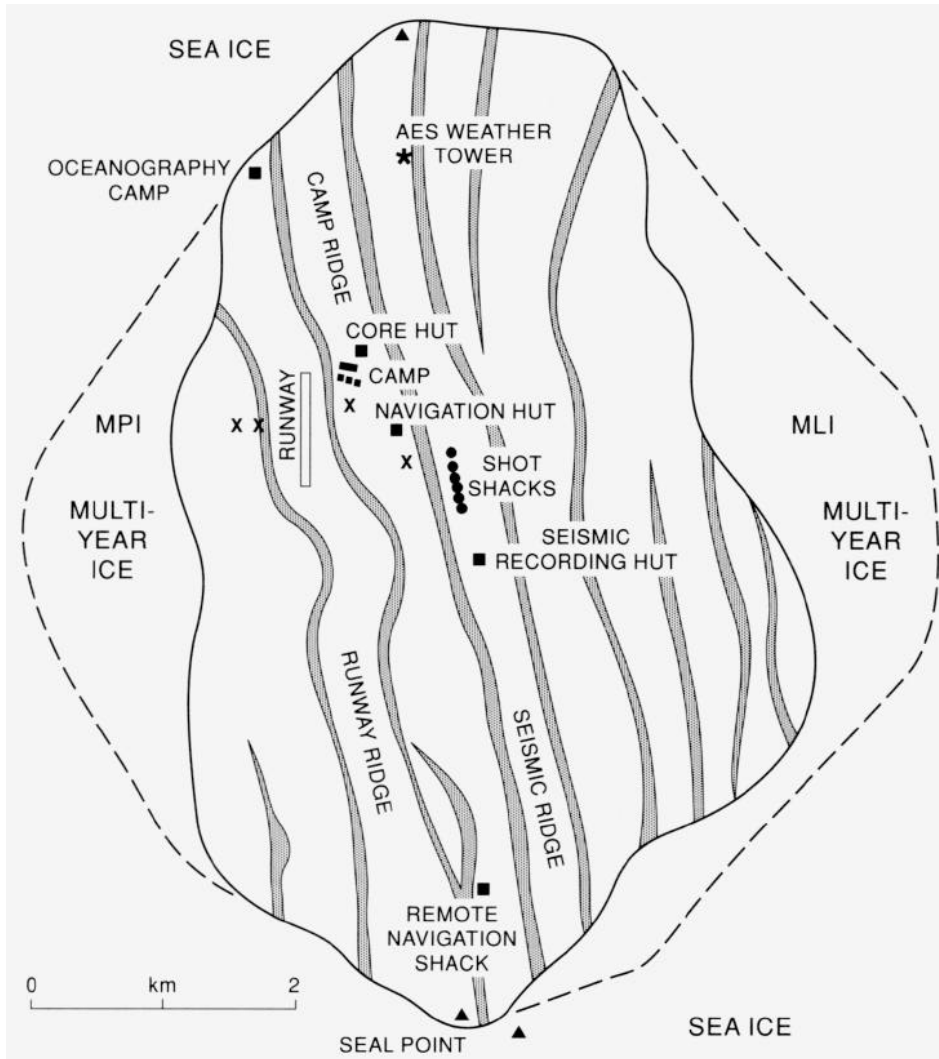 SEA ICE
AES WEATHER
TOWER
OCEANOGRAPHY
CAMP
CAMP RIDGE
CORE HUT
CAMP
RUNWAY
X
NAVIGATION HUT
X X
MPI
MLI
X
SHOT
SHACKS
MULTI-
YEAR
ICE
MULTI-
YEAR
ICE
SEISMIC
RECORDING HUT
RUNWAY RIDGE
SEISMIC RIDGE
REMOTE
NAVIGATION
SHACK
0 km 2
SEAL POINT
SEA ICE